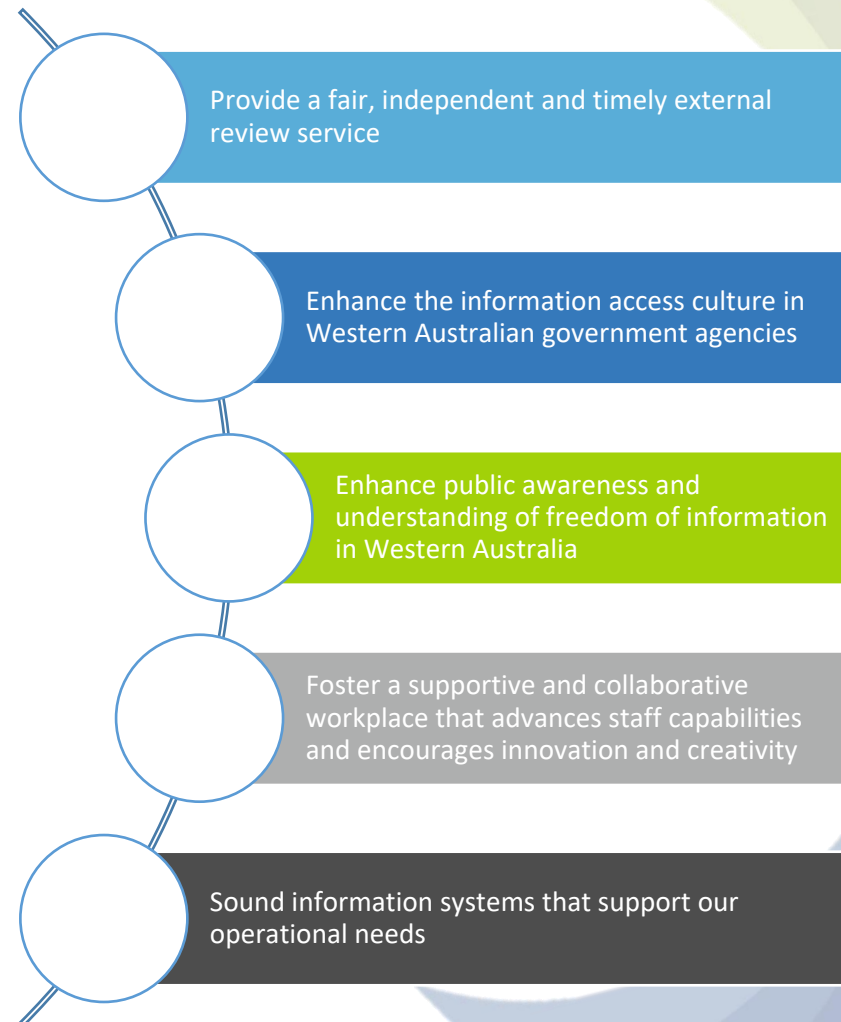 Provide a fair, independent and timely external
review service
Enhance the information access culture in
Western Australian government agencies
Enhance public awareness and
understanding of freedom of information
in Western Australia
Foster a supportive and collaborative
workplace that advances staff capabilities
and encourages innovation and creativity
Sound information systems that support our
operational needs